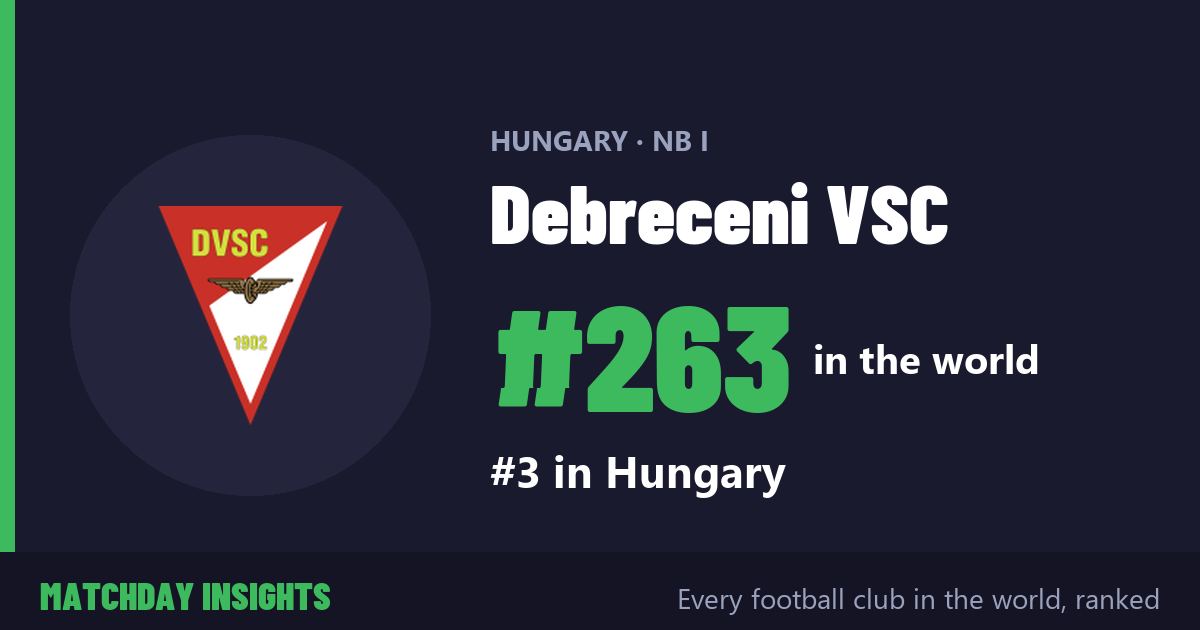 HUNGARY · NB I
Debreceni VSC
DVSC
1902
#263 in the world
#3 in Hungary
MATCHDAY INSIGHTS
Every football club in the world, ranked